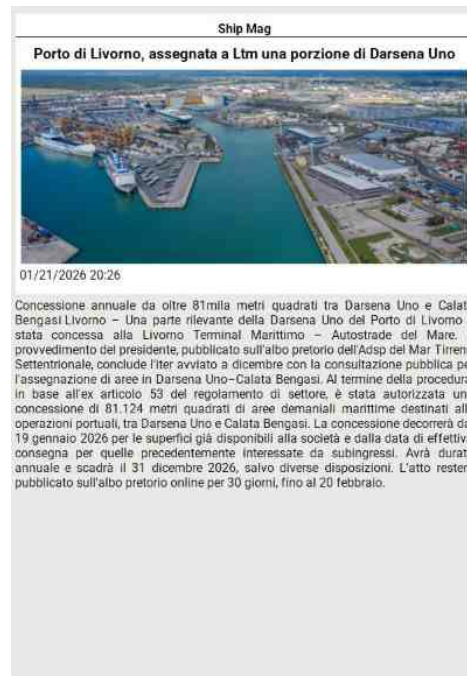 Ship Mag
Porto di Livorno, assegnata a Ltm una porzione di Darsena Uno
01/21/2026 20:26
Concessione annuale da oltre 81mila metri quadrati tra Darsena Uno e Calat
Bengasi Livorno – Una parte rilevante della Darsena Uno del Porto di Livorno
stata concessa alla Livorno Terminal Marittimo – Autostrade del Mare.
provvedimento del presidente, pubblicato sull'albo pretorio dell'Adsp del Mar Tirren
Settentrionale, conclude l'iter avviato a dicembre con la consultazione pubblica pe
l'assegnazione di aree in Darsena Uno–Calata Bengasi. Al termine della procedura
in base all'ex articolo 53 del regolamento di settore, è stata autorizzata un
concessione di 81.124 metri quadrati di aree demaniali marittime destinati all
operazioni portuali, tra Darsena Uno e Calata Bengasi. La concessione decorrerà da
19 gennaio 2026 per le superfici già disponibili alla società e dalla data di effettiv
consegna per quelle precedentemente interessate da subingressi. Avrà durat
annuale e scadrà il 31 dicembre 2026, salvo diverse disposizioni. L'atto rester
pubblicato sull'albo pretorio online per 30 giorni, fino al 20 febbraio.